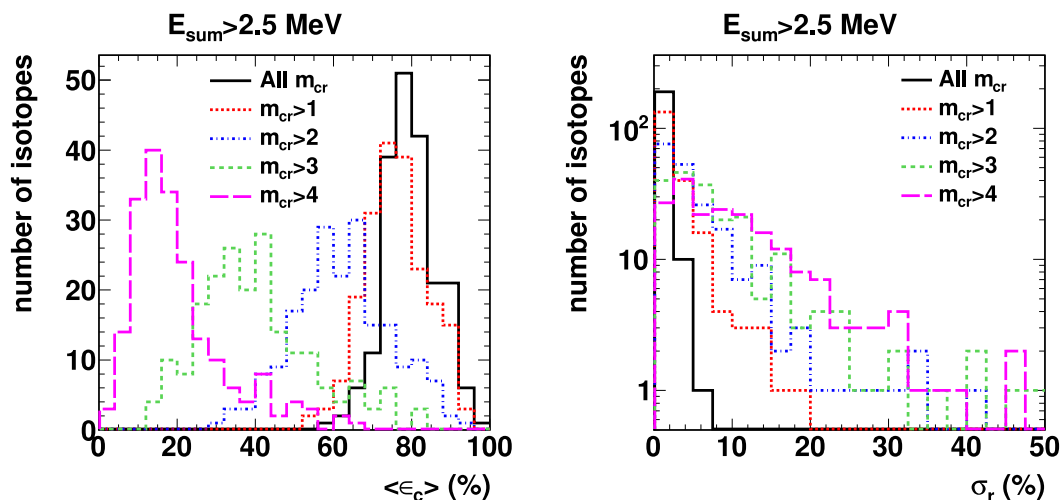 E_sum>2.5 MeV
number of isotopes
50
40
30
20
10
0
All m_cr
m_cr>1
m_cr>2
m_cr>3
m_cr>4
0 20 40 60 80 100
<ϵ_c> (%)
E_sum>2.5 MeV
number of isotopes
10²
10
1
All m_cr
m_cr>1
m_cr>2
m_cr>3
m_cr>4
0 10 20 30 40 50
σ_r (%)